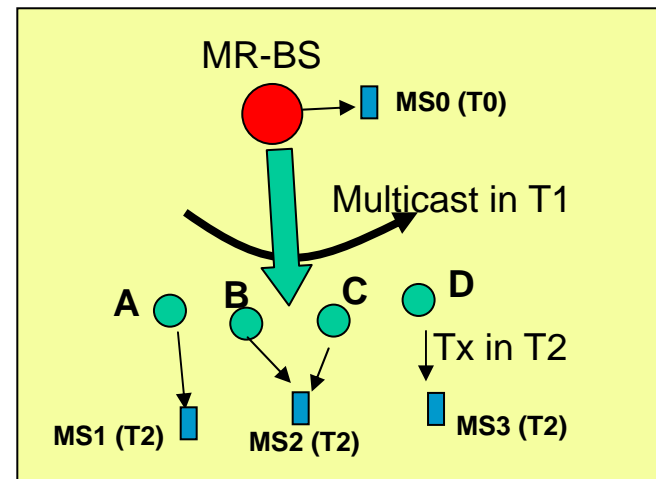 MR-BS
MS0 (T0)
Multicast in T1
A
B
C
D
Tx in T2
MS1 (T2)
MS2 (T2)
MS3 (T2)